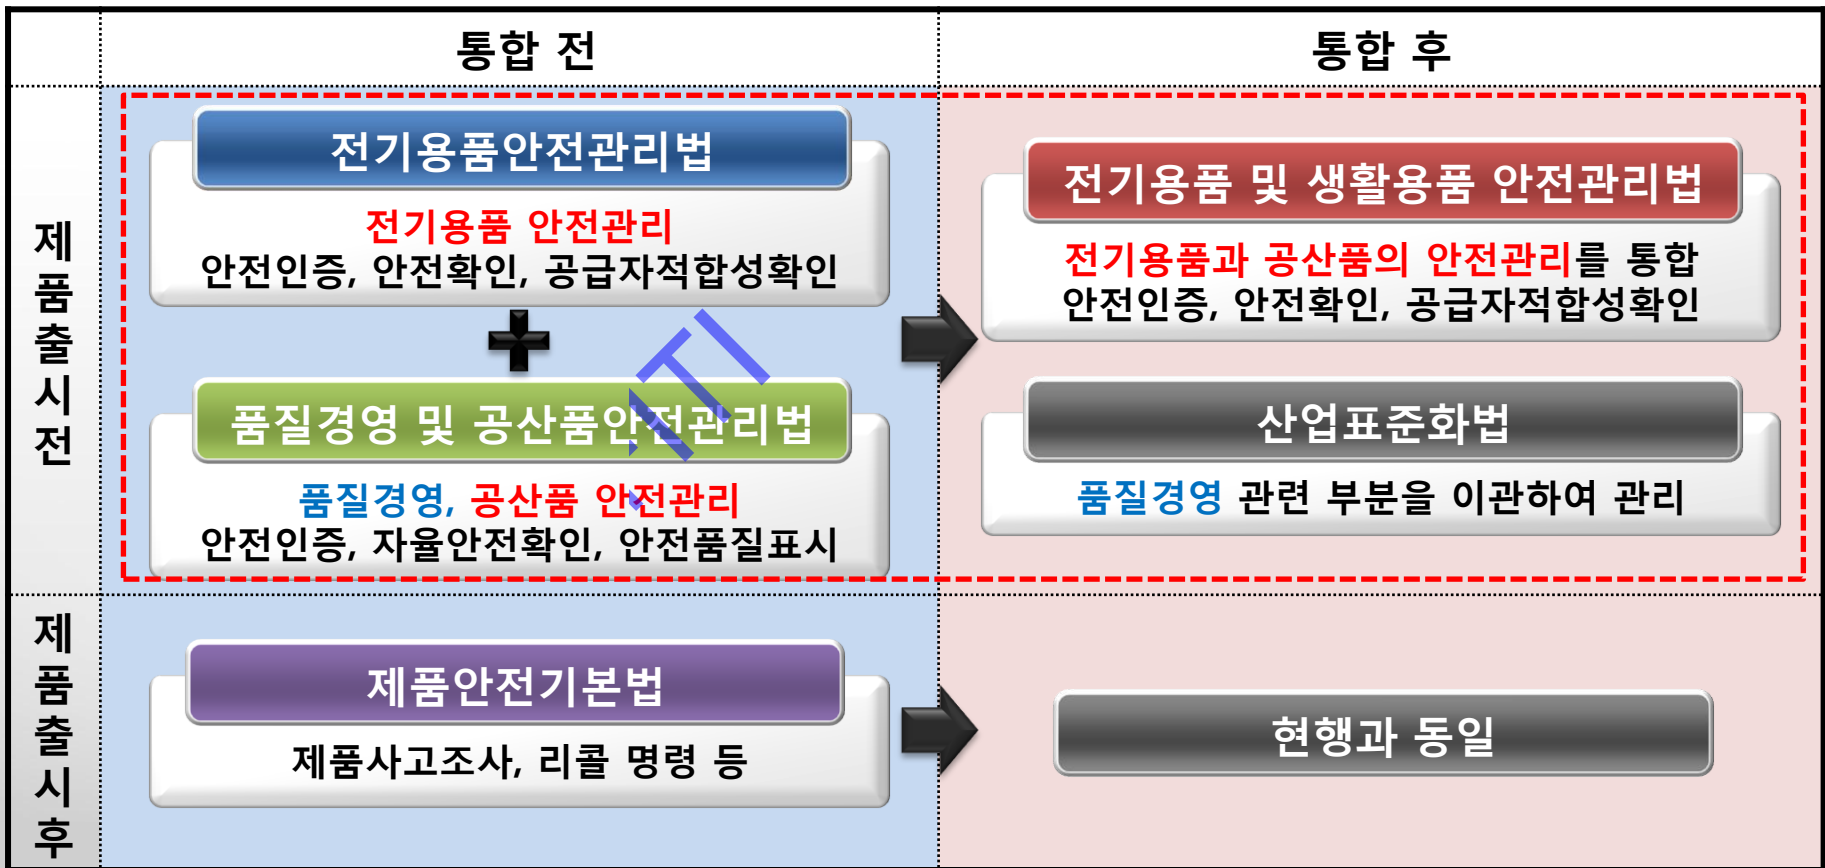 통합 전
통합 후
제품출시전
전기용품안전관리법
전기용품 안전관리
안전인증, 안전확인, 공급자적합성확인
품질경영 및 공산품안전관리법
품질경영, 공산품 안전관리
안전인증, 자율안전확인, 안전품질표시
전기용품 및 생활용품 안전관리법
전기용품과 공산품의 안전관리를 통합
안전인증, 안전확인, 공급자적합성확인
산업표준화법
품질경영 관련 부분을 이관하여 관리
제품출시후
제품안전기본법
제품사고조사, 리콜 명령 등
현행과 동일